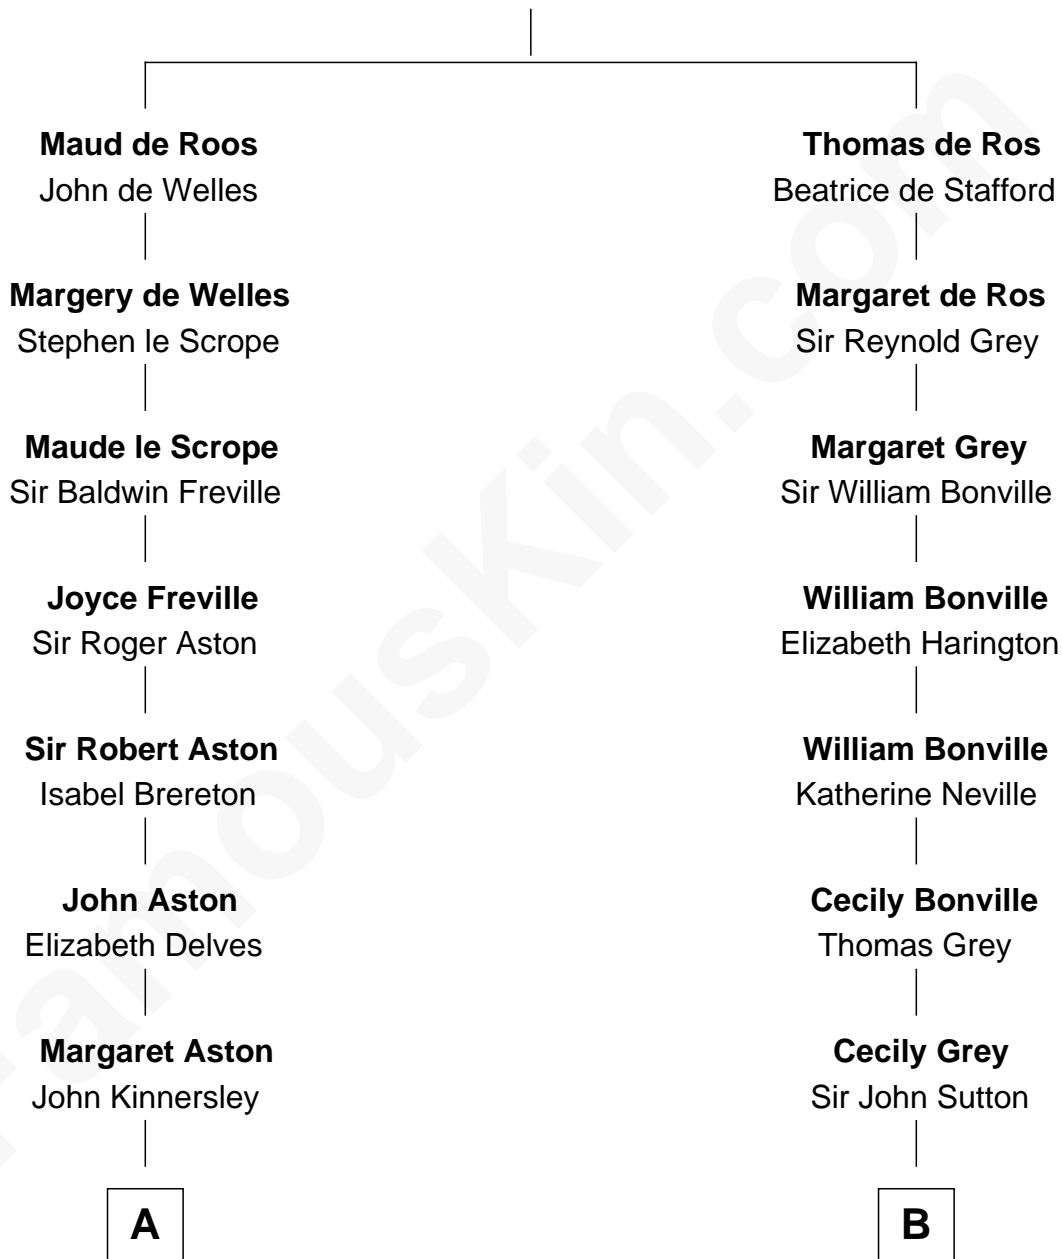 Maud de Roos
John de Welles
Margery de Welles
Stephen le Scrope
Maude le Scrope
Sir Baldwin Freville
Joyce Freville
Sir Roger Aston
Sir Robert Aston
Isabel Brereton
John Aston
Elizabeth Delves
Margaret Aston
John Kinnersley
A
Thomas de Ros
Beatrice de Stafford
Margaret de Ros
Sir Reynold Grey
Margaret Grey
Sir William Bonville
William Bonville
Elizabeth Harington
William Bonville
Katherine Neville
Cecily Bonville
Thomas Grey
Cecily Grey
Sir John Sutton
B
FamousKin.com